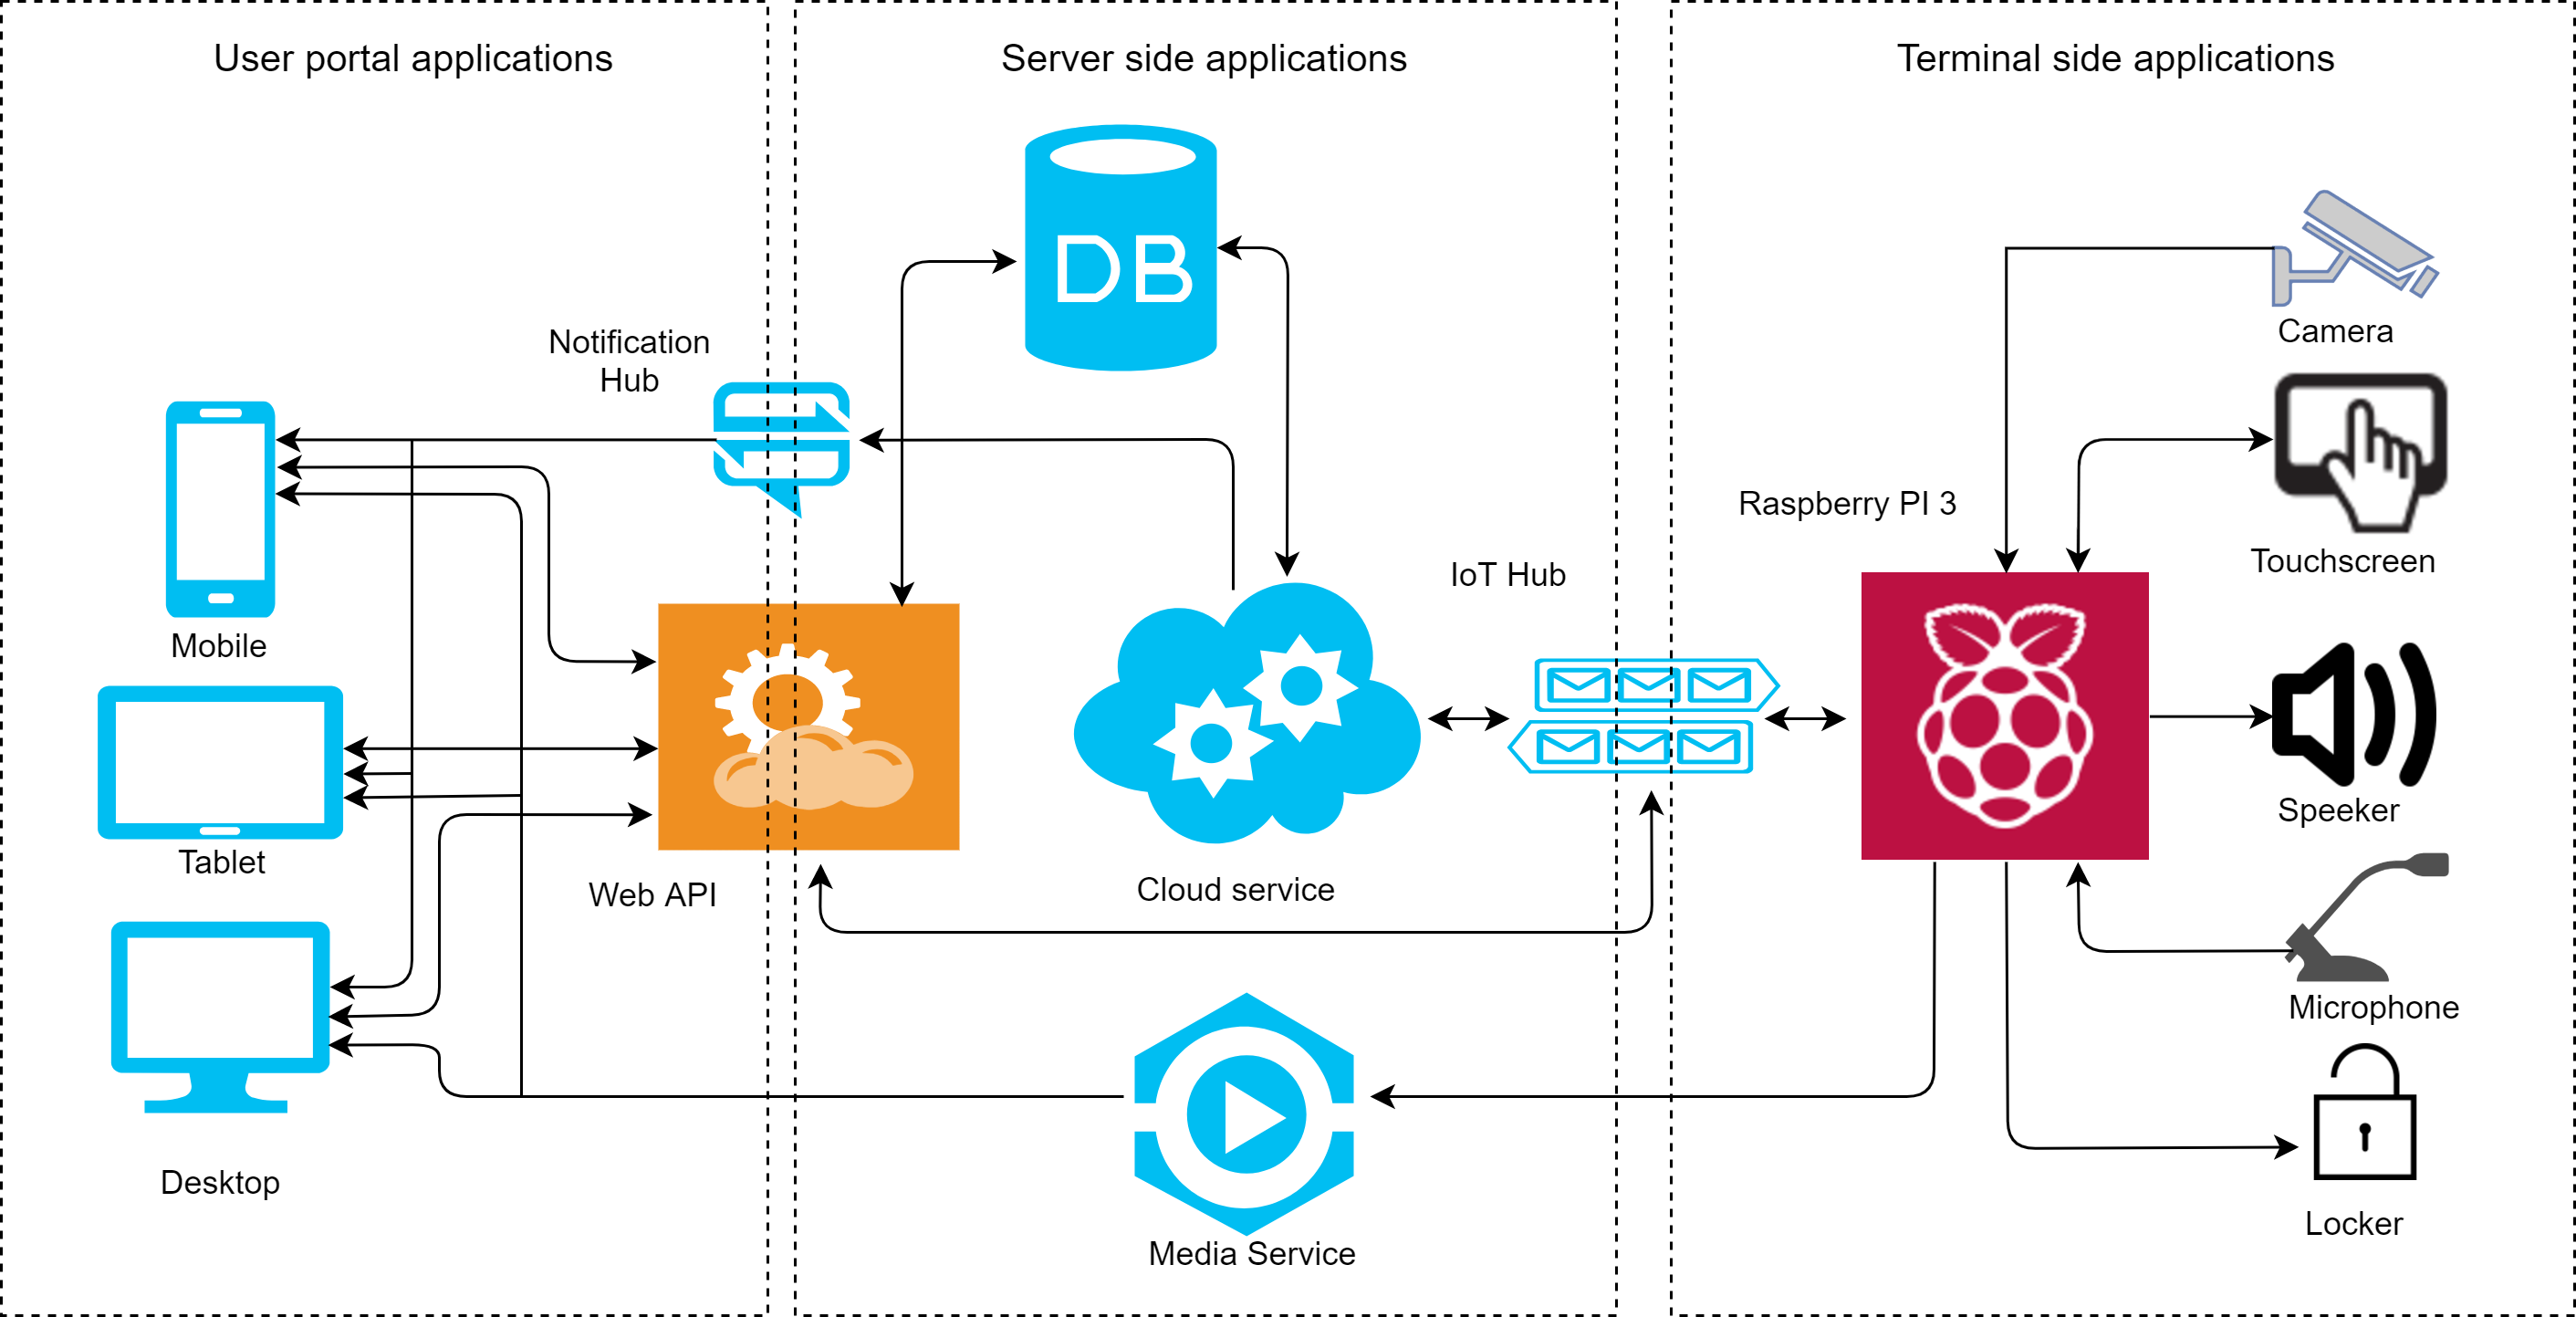 User portal applications
Server side applications
Terminal side applications
DB
Notification
Hub
Camera
Raspberry PI 3
Touchscreen
IoT Hub
Mobile
Speeker
Tablet
Web API
Cloud service
Microphone
Desktop
Locker
Media Service